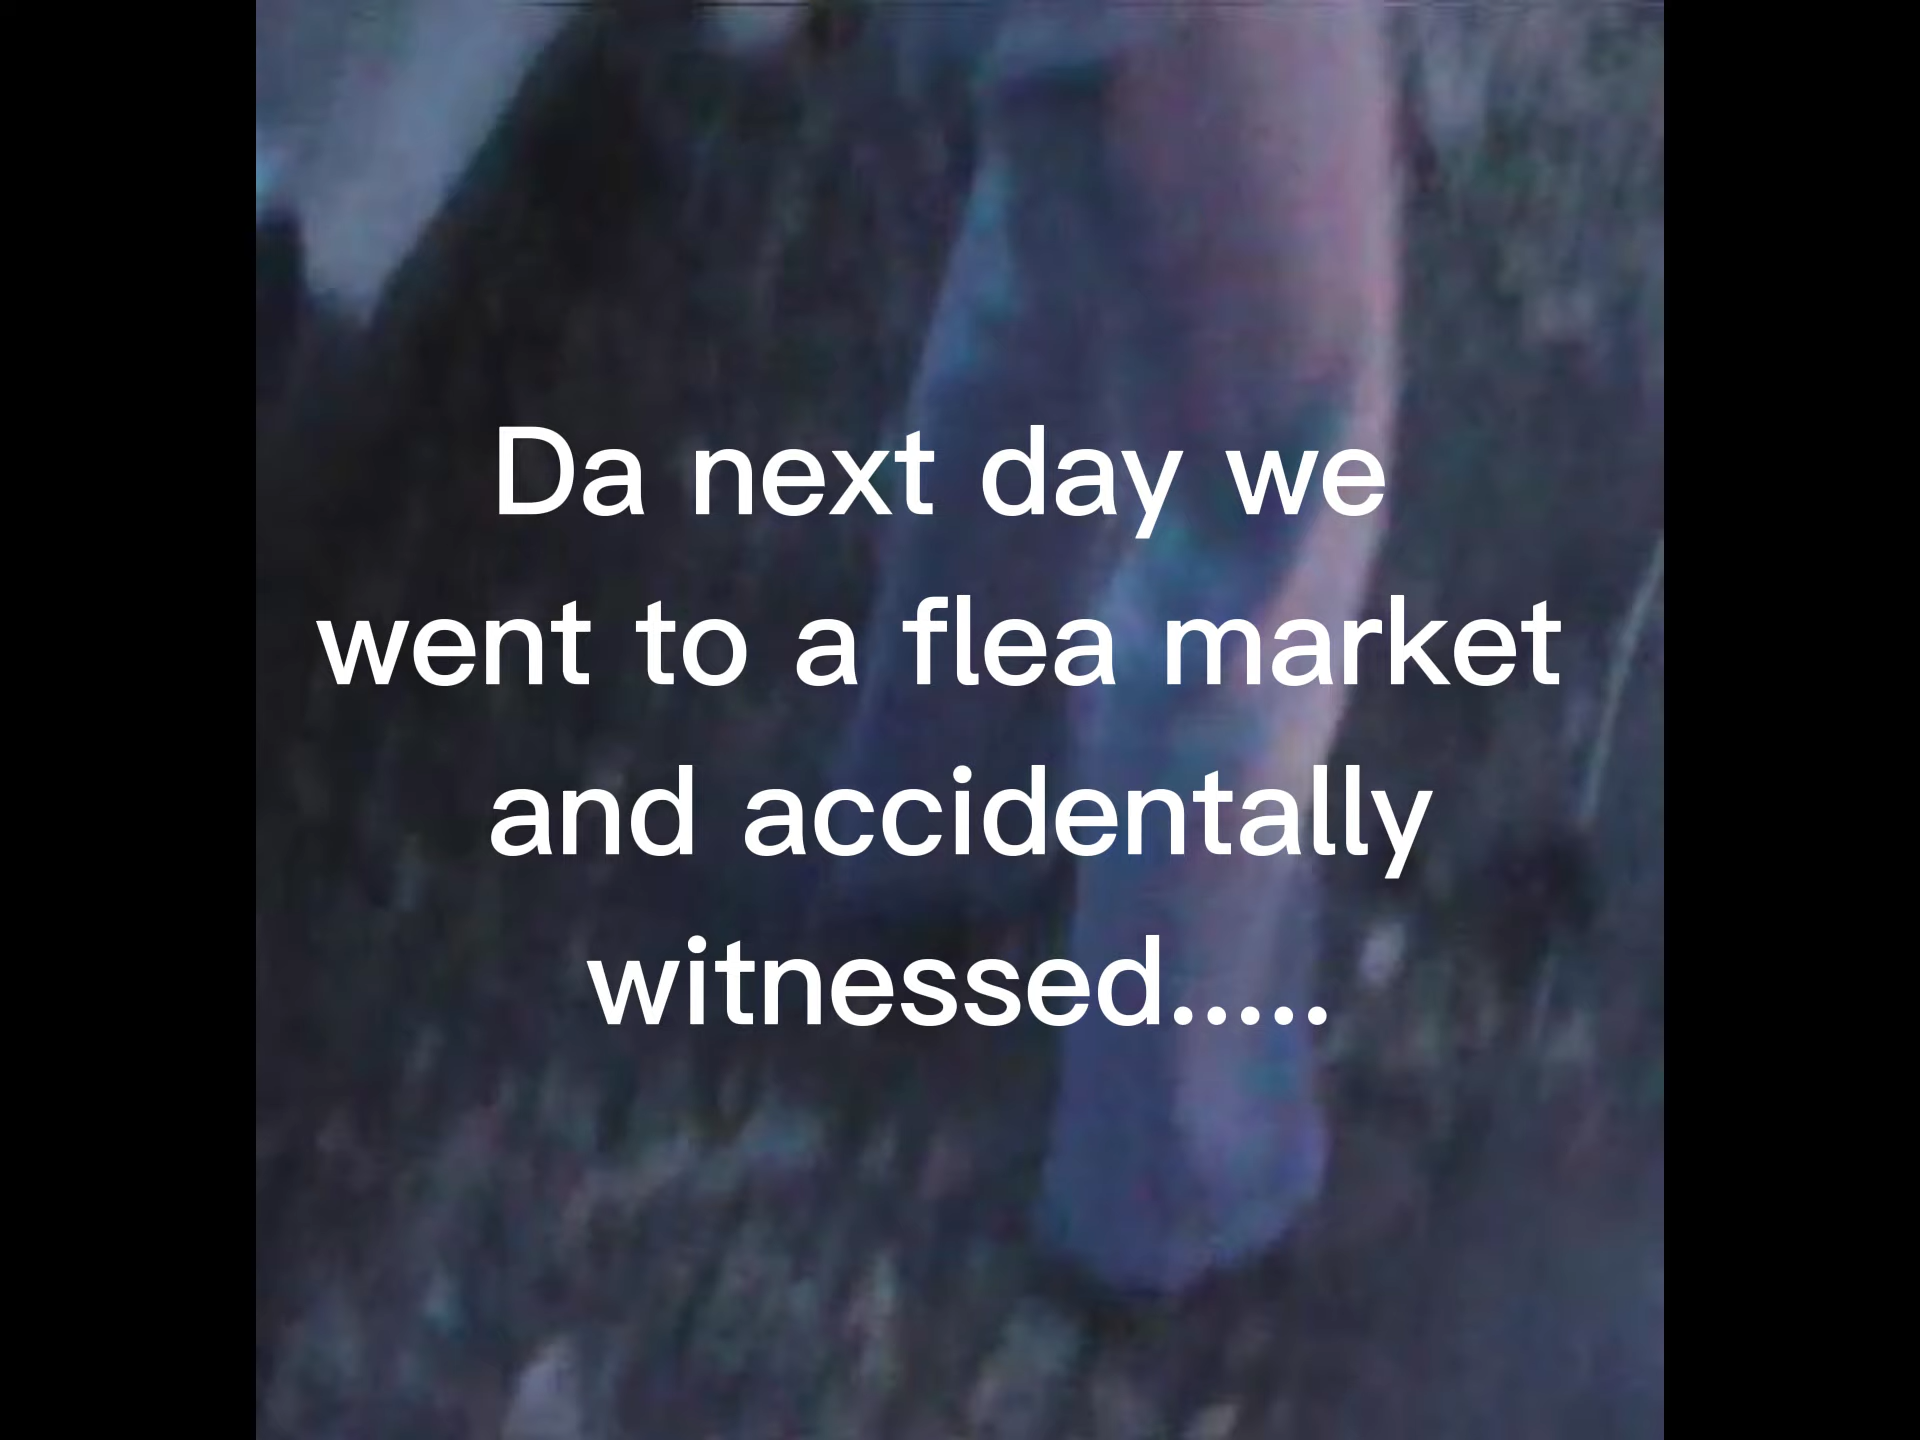 Da next day we
went to a flea market
and accidentally
witnessed.....